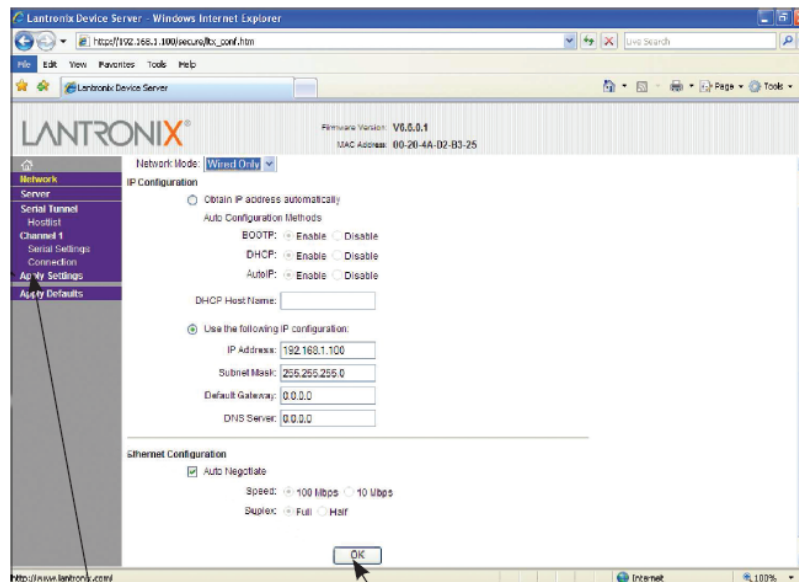 Lantronix Device Server - Windows Internet Explorer
http://192.168.1.100/secure/ltx_conf.htm
Live Search
File Edit View Favorites Tools Help
Lantronix Device Server
Page Tools
LANTRONIX®
Firmware Version: V6.6.0.1
MAC Address: 00-20-4A-D2-B3-25
Network
Server
Serial Tunnel
Hostlist
Channel 1
Serial Settings
Connection
Apply Settings
Apply Defaults
Network Mode: Wired Only
IP Configuration
Obtain IP address automatically
Auto Configuration Methods
BOOTP: Enable Disable
DHCP: Enable Disable
AutoIP: Enable Disable
DHCP Host Name:
Use the following IP configuration:
IP Address: 192.168.1.100
Subnet Mask: 255.255.255.0
Default Gateway: 0.0.0.0
DNS Server: 0.0.0.0
Ethernet Configuration
Auto Negotiate
Speed: 100 Mbps 10 Mbps
Duplex: Full Half
OK
http://www.lantronix.com/
Internet
100%